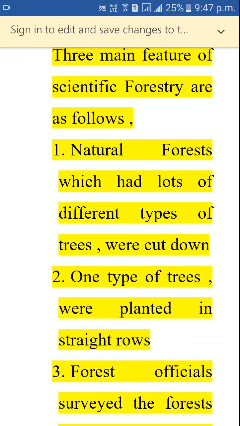 25% 9:47 p.m.
Sign in to edit and save changes to t...
Three main feature of
scientific Forestry are
as follows ,
1. Natural Forests
which had lots of
different types of
trees , were cut down
2. One type of trees ,
were planted in
straight rows
3. Forest officials
surveyed the forests